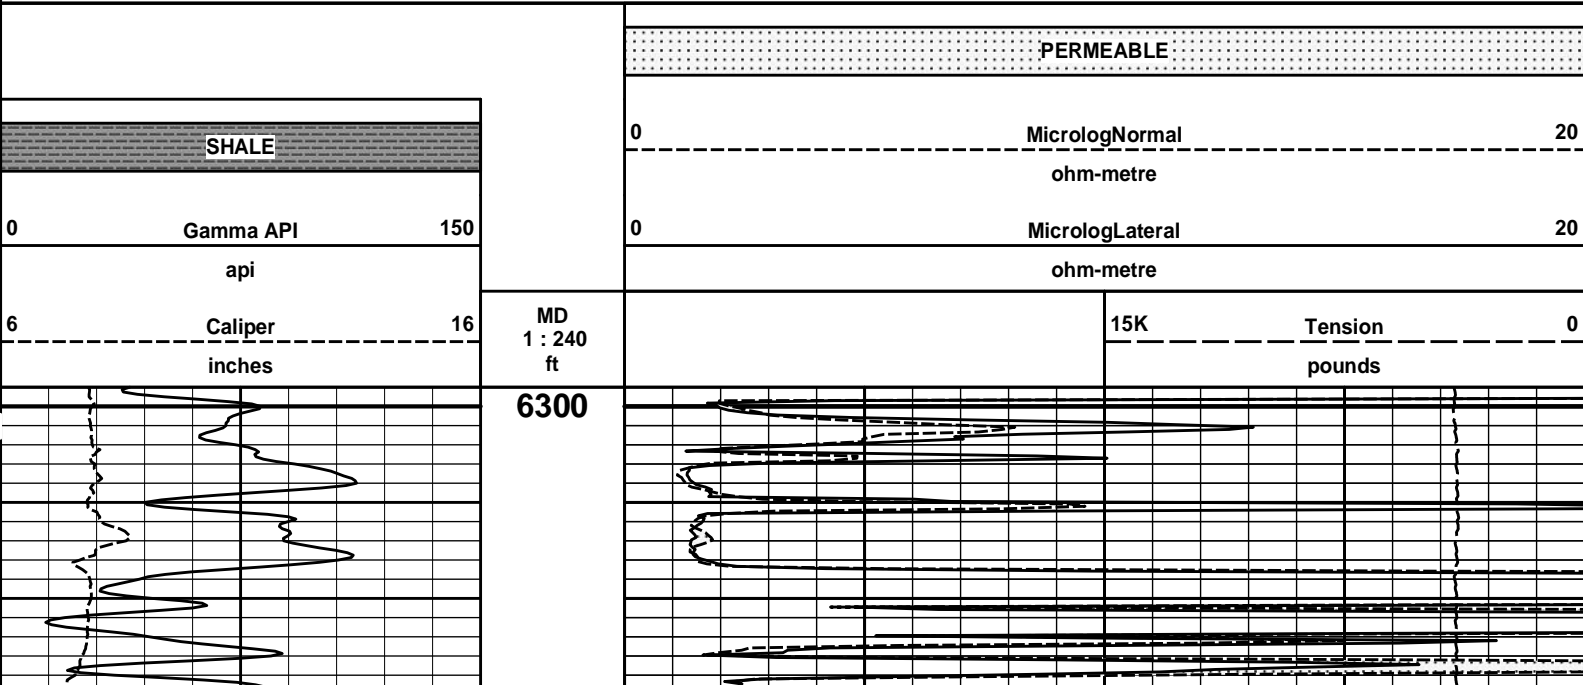 PERMEABLE
SHALE
0 MicrologNormal 20
ohm-metre
0 Gamma API 150
api
0 MicrologLateral 20
ohm-metre
6 Caliper 16
inches
MD
1 : 240
ft
15K Tension 0
pounds
6300